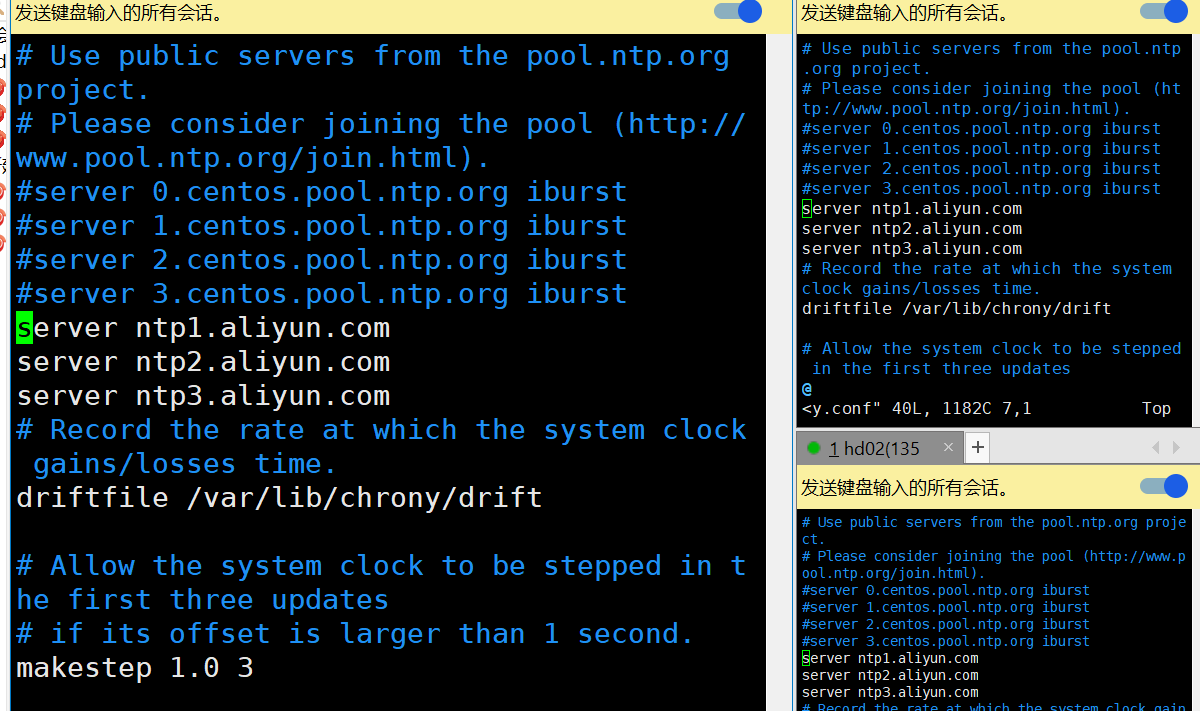 发送键盘输入的所有会话。
# Use public servers from the pool.ntp.org
project.
# Please consider joining the pool (http://
www.pool.ntp.org/join.html).
#server 0.centos.pool.ntp.org iburst
#server 1.centos.pool.ntp.org iburst
#server 2.centos.pool.ntp.org iburst
#server 3.centos.pool.ntp.org iburst
server ntp1.aliyun.com
server ntp2.aliyun.com
server ntp3.aliyun.com
# Record the rate at which the system clock
 gains/losses time.
driftfile /var/lib/chrony/drift

# Allow the system clock to be stepped in t
he first three updates
# if its offset is larger than 1 second.
makestep 1.0 3
发送键盘输入的所有会话。
# Use public servers from the pool.ntp
.org project.
# Please consider joining the pool (ht
tp://www.pool.ntp.org/join.html).
#server 0.centos.pool.ntp.org iburst
#server 1.centos.pool.ntp.org iburst
#server 2.centos.pool.ntp.org iburst
#server 3.centos.pool.ntp.org iburst
server ntp1.aliyun.com
server ntp2.aliyun.com
server ntp3.aliyun.com
# Record the rate at which the system
clock gains/losses time.
driftfile /var/lib/chrony/drift

# Allow the system clock to be stepped
 in the first three updates
@
<y.conf" 40L, 1182C 7,1 Top
1 hd02(135 × +
发送键盘输入的所有会话。
# Use public servers from the pool.ntp.org proje
ct.
# Please consider joining the pool (http://www.p
ool.ntp.org/join.html).
#server 0.centos.pool.ntp.org iburst
#server 1.centos.pool.ntp.org iburst
#server 2.centos.pool.ntp.org iburst
#server 3.centos.pool.ntp.org iburst
server ntp1.aliyun.com
server ntp2.aliyun.com
server ntp3.aliyun.com
# Record the rate at which the system clock gain